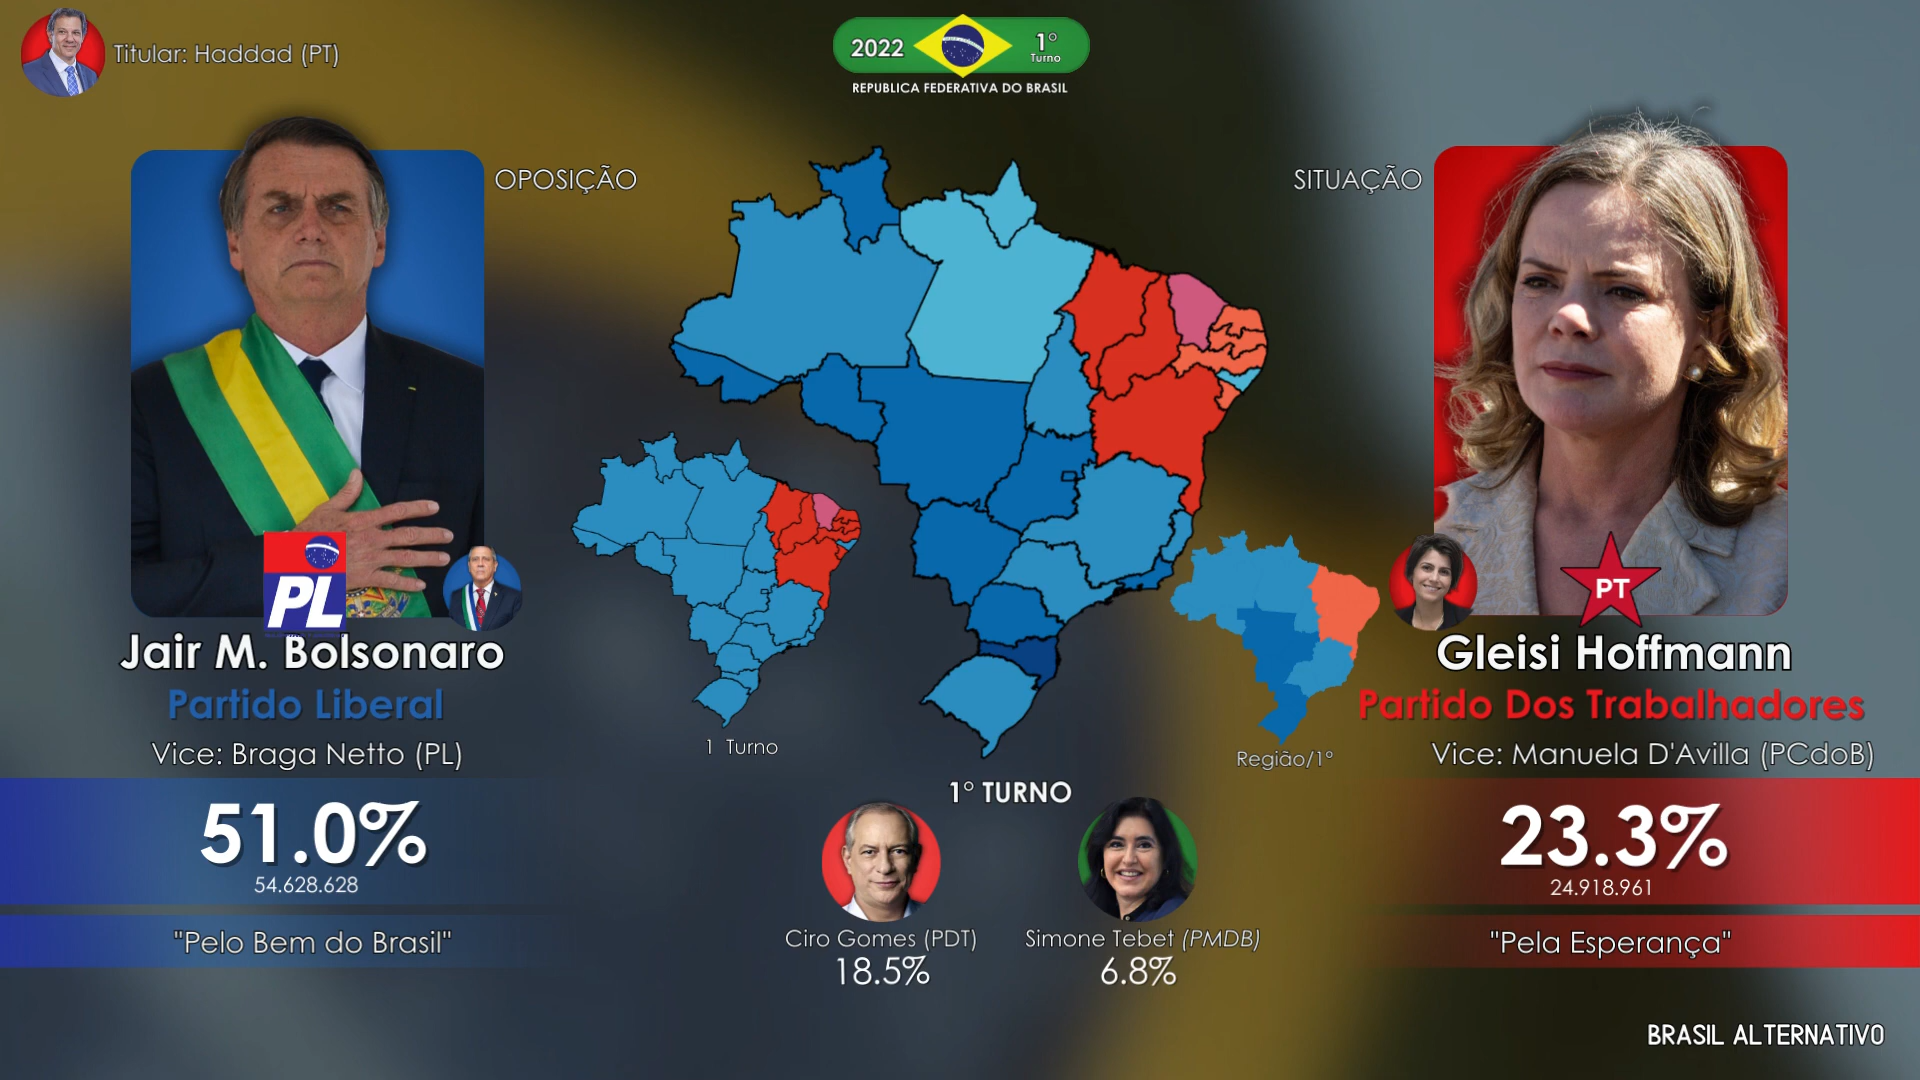 Titular: Haddad (PT)
2022
1°
Turno
REPUBLICA FEDERATIVA DO BRASIL
OPOSIÇÃO
SITUAÇÃO
PL
PT
Jair M. Bolsonaro
Partido Liberal
Vice: Braga Netto (PL)
51.0%
54.628.628
"Pelo Bem do Brasil"
1 Turno
Região/1°
Gleisi Hoffmann
Partido Dos Trabalhadores
Vice: Manuela D'Avilla (PCdoB)
23.3%
24.918.961
"Pela Esperança"
1° TURNO
Ciro Gomes (PDT)
18.5%
Simone Tebet (PMDB)
6.8%
BRASIL ALTERNATIVO